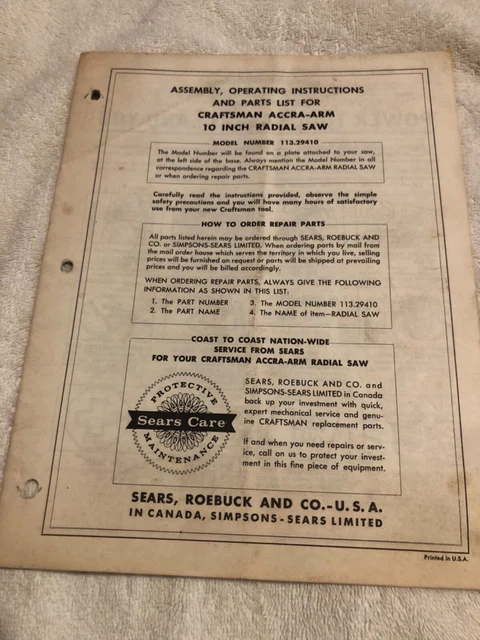 ASSEMBLY, OPERATING INSTRUCTIONS
AND PARTS LIST FOR
CRAFTSMAN ACCRA-ARM
10 INCH RADIAL SAW
MODEL NUMBER 113.29410
The Model Number will be found on a plate attached to your saw,
at the left side of the base. Always mention the Model Number in all
correspondence regarding the CRAFTSMAN ACCRA-ARM RADIAL SAW
or when ordering repair parts.
Carefully read the instructions provided, observe the simple
safety precautions and you will have many hours of satisfactory
use from your new Craftsman tool.
HOW TO ORDER REPAIR PARTS
All parts listed herein may be ordered through SEARS, ROEBUCK AND
CO. or SIMPSONS-SEARS LIMITED. When ordering parts by mail from
the mail order house which serves the territory in which you live, selling
prices will be furnished on request or parts will be shipped at prevailing
prices and you will be billed accordingly.
WHEN ORDERING REPAIR PARTS, ALWAYS GIVE THE FOLLOWING
INFORMATION AS SHOWN IN THIS LIST:
1. The PART NUMBER 3. The MODEL NUMBER 113.29410
2. The PART NAME 4. The NAME of item—RADIAL SAW
COAST TO COAST NATION-WIDE
SERVICE FROM SEARS
FOR YOUR CRAFTSMAN ACCRA-ARM RADIAL SAW
PROTECTIVE
Sears Care
MAINTENANCE
SEARS, ROEBUCK AND CO. and
SIMPSONS-SEARS LIMITED in Canada
back up your investment with quick,
expert mechanical service and genu-
ine CRAFTSMAN replacement parts.
If and when you need repairs or serv-
ice, call on us to protect your invest-
ment in this fine piece of equipment.
SEARS, ROEBUCK AND CO.-U.S.A.
IN CANADA, SIMPSONS-SEARS LIMITED
Printed in U.S.A.